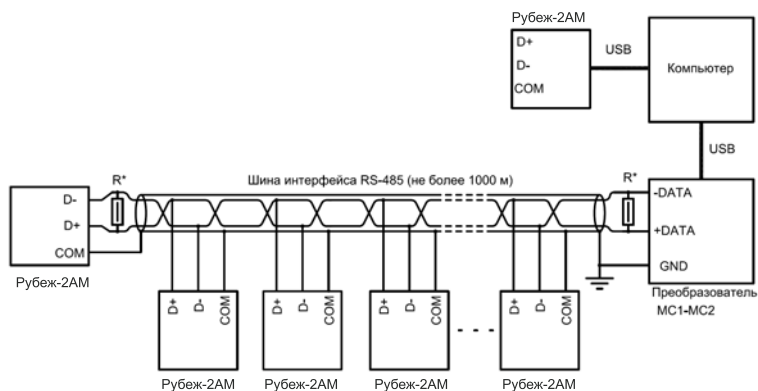 Рубеж-2АМ
D+
D-
COM
USB
Компьютер
USB
R*
Шина интерфейса RS-485 (не более 1000 м)
R*
D-
D+
COM
Рубеж-2АМ
-DATA
+DATA
GND
Преобразователь
МС1-МС2
D+
D-
COM
D+
D-
COM
D+
D-
COM
D+
D-
COM
Рубеж-2АМ
Рубеж-2АМ
Рубеж-2АМ
Рубеж-2АМ